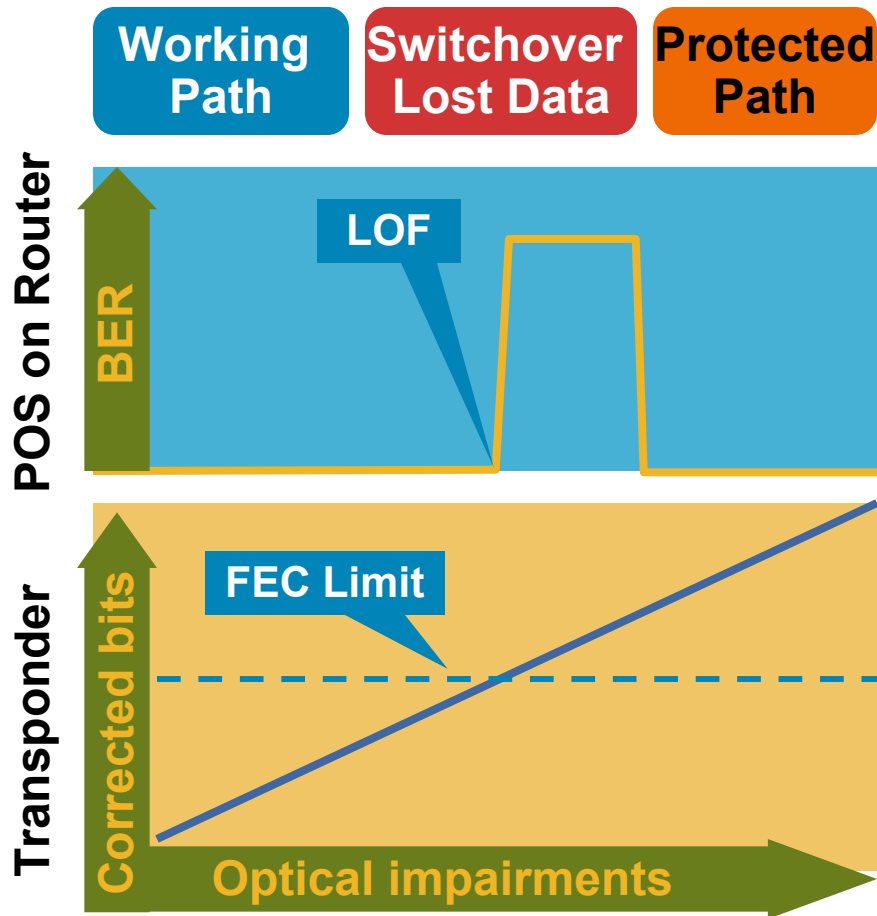 Working
Path
Switchover
Lost Data
Protected
Path
POS on Router
BER
LOF
Transponder
Corrected bits
FEC Limit
Optical impairments